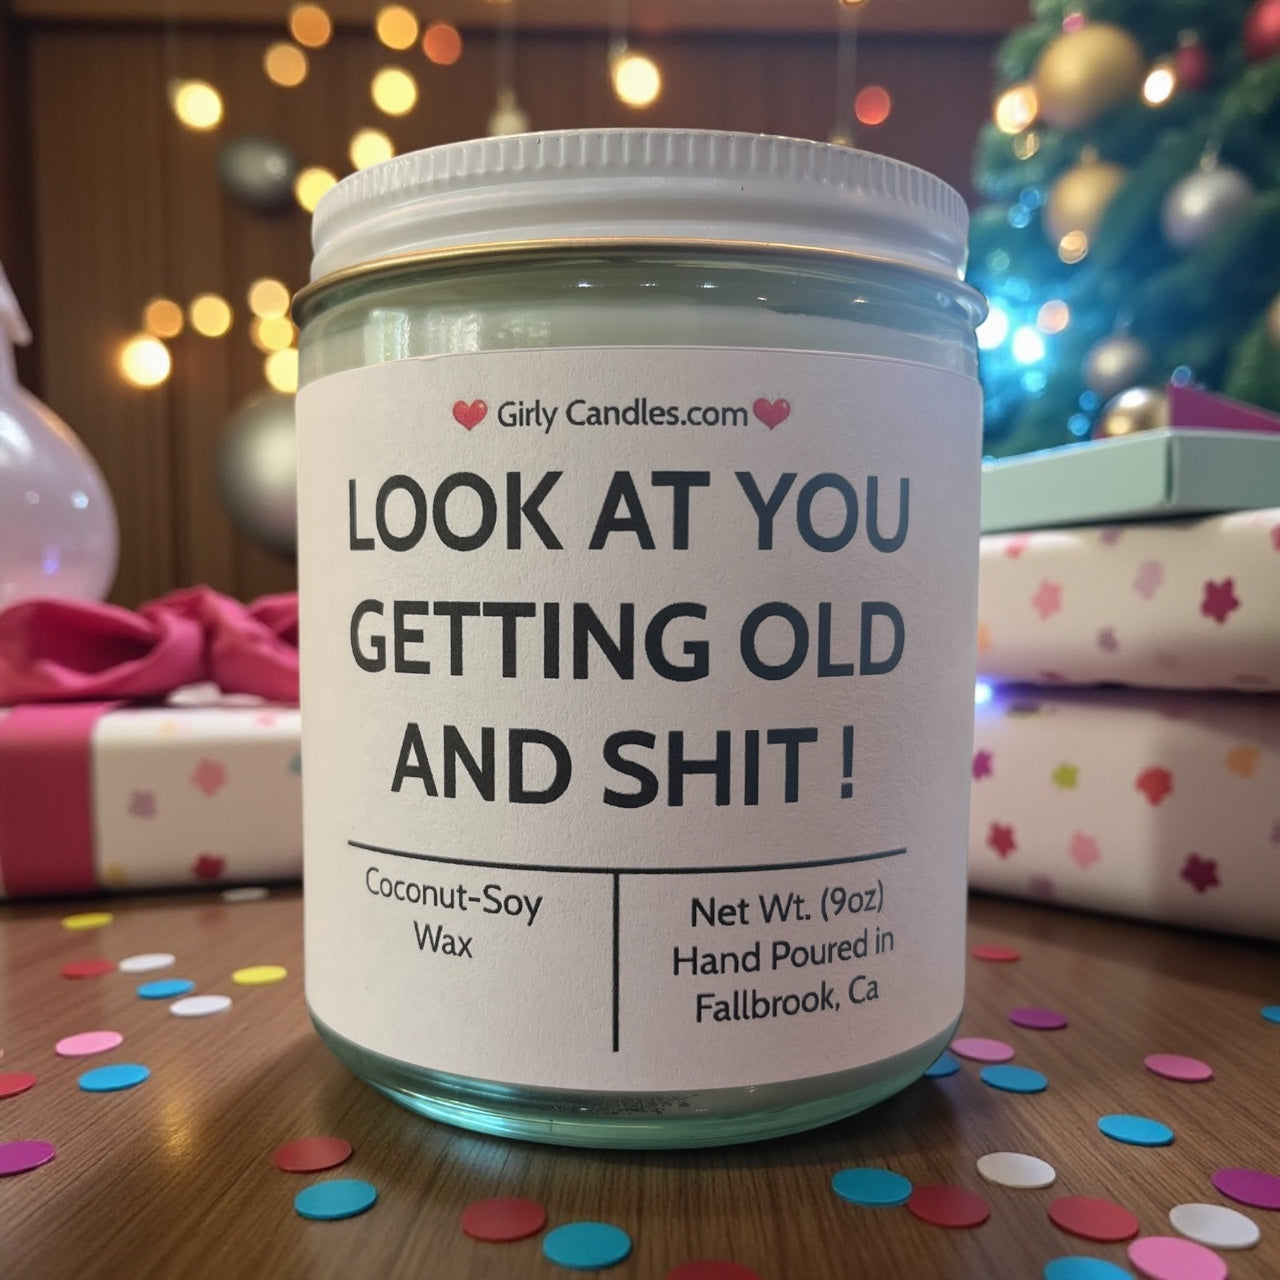 Girly Candles.com
LOOK AT YOU
GETTING OLD
AND SHIT !
Coconut-Soy
Wax
Net Wt. (9oz)
Hand Poured in
Fallbrook, Ca